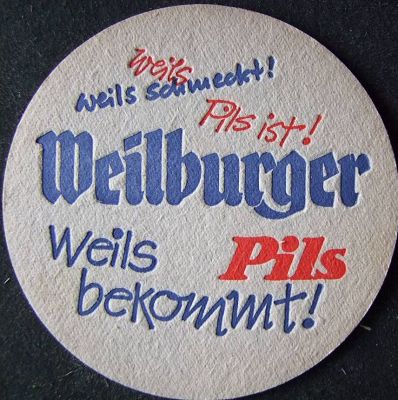 Weils
weils schmeckt!
Pils ist!
Weilburger
Weils Pils
bekommt!